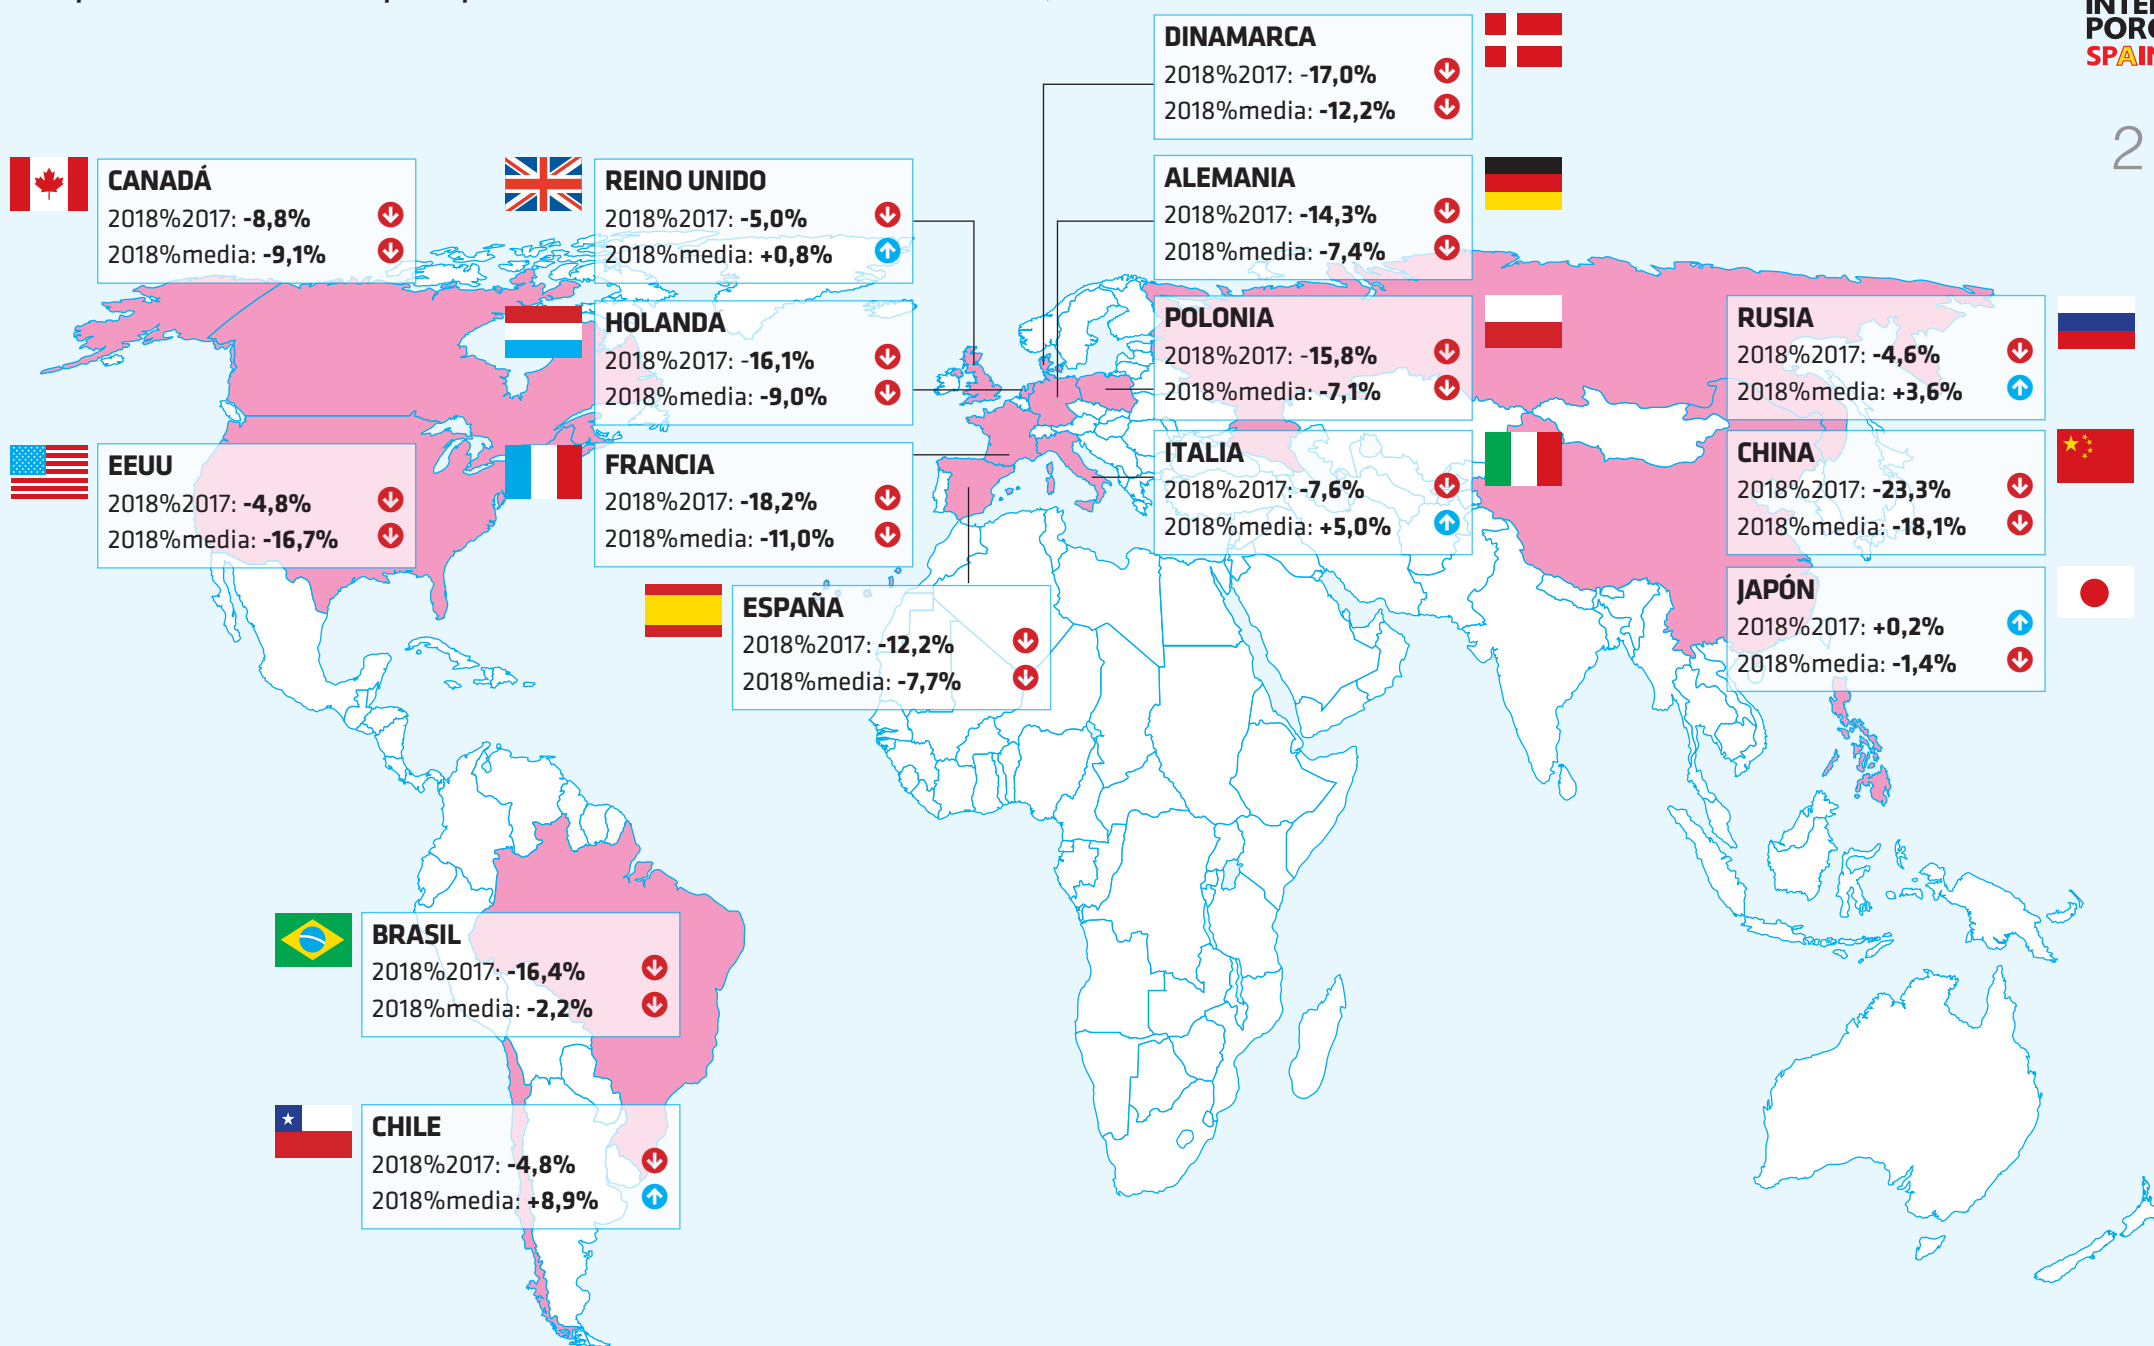 SPAIN
2
DINAMARCA
2018%2017: -17,0%
2018%media: -12,2%
CANADÁ
2018%2017: -8,8%
2018%media: -9,1%
REINO UNIDO
2018%2017: -5,0%
2018%media: +0,8%
ALEMANIA
2018%2017: -14,3%
2018%media: -7,4%
HOLANDA
2018%2017: -16,1%
2018%media: -9,0%
POLONIA
2018%2017: -15,8%
2018%media: -7,1%
RUSIA
2018%2017: -4,6%
2018%media: +3,6%
EEUU
2018%2017: -4,8%
2018%media: -16,7%
FRANCIA
2018%2017: -18,2%
2018%media: -11,0%
ITALIA
2018%2017: -7,6%
2018%media: +5,0%
CHINA
2018%2017: -23,3%
2018%media: -18,1%
ESPAÑA
2018%2017: -12,2%
2018%media: -7,7%
JAPÓN
2018%2017: +0,2%
2018%media: -1,4%
BRASIL
2018%2017: -16,4%
2018%media: -2,2%
CHILE
2018%2017: -4,8%
2018%media: +8,9%